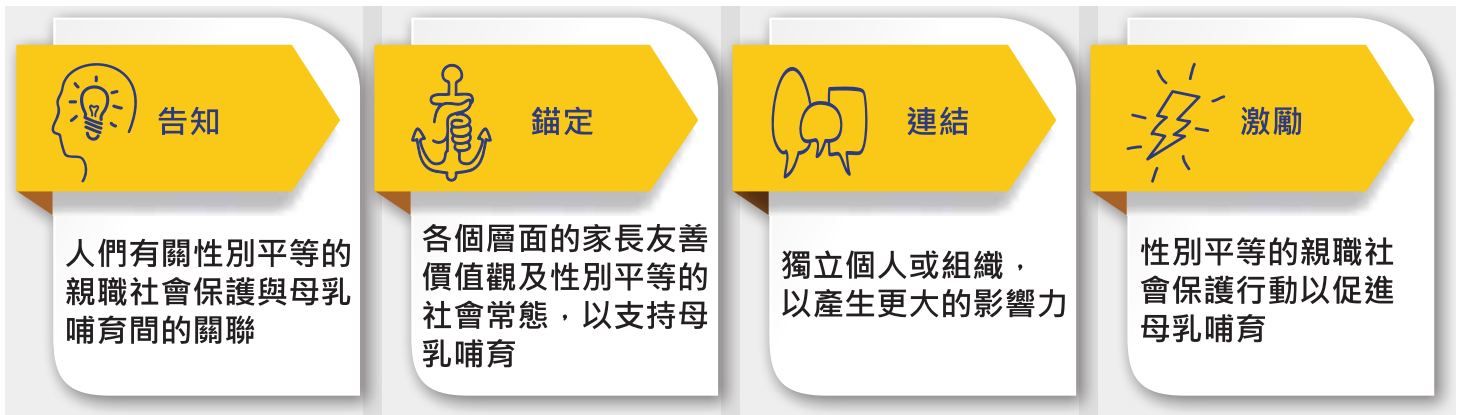 告知
人們有關性別平等的
親職社會保護與母乳
哺育間的關聯
錨定
各個層面的家長友善
價值觀及性別平等的
社會常態，以支持母
乳哺育
連結
獨立個人或組織，
以產生更大的影響力
激勵
性別平等的親職社
會保護行動以促進
母乳哺育